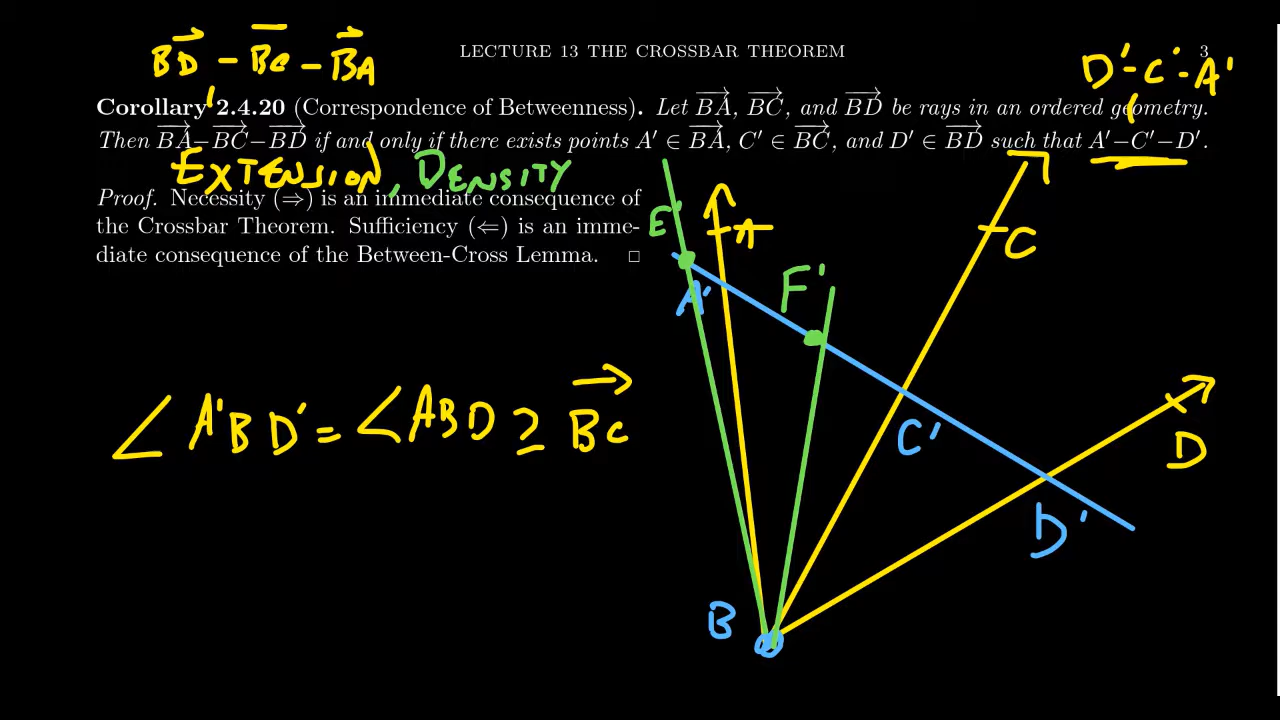 LECTURE 13 THE CROSSBAR THEOREM 3
BD - BC - BA
D' - C' - A'
Corollary 2.4.20 (Correspondence of Betweenness). Let BA, BC, and BD be rays in an ordered geometry.
Then BA–BC–BD if and only if there exists points A′ ∈ BA, C′ ∈ BC, and D′ ∈ BD such that A′–C′–D′.
EXTENSION, DENSITY
Proof. Necessity (⇒) is an immediate consequence of
the Crossbar Theorem. Sufficiency (⇐) is an imme-
diate consequence of the Between-Cross Lemma. □
E'
A
C
A'
F'
∠A'BD' = ∠ABD ⊇ BC
C'
D
D'
B